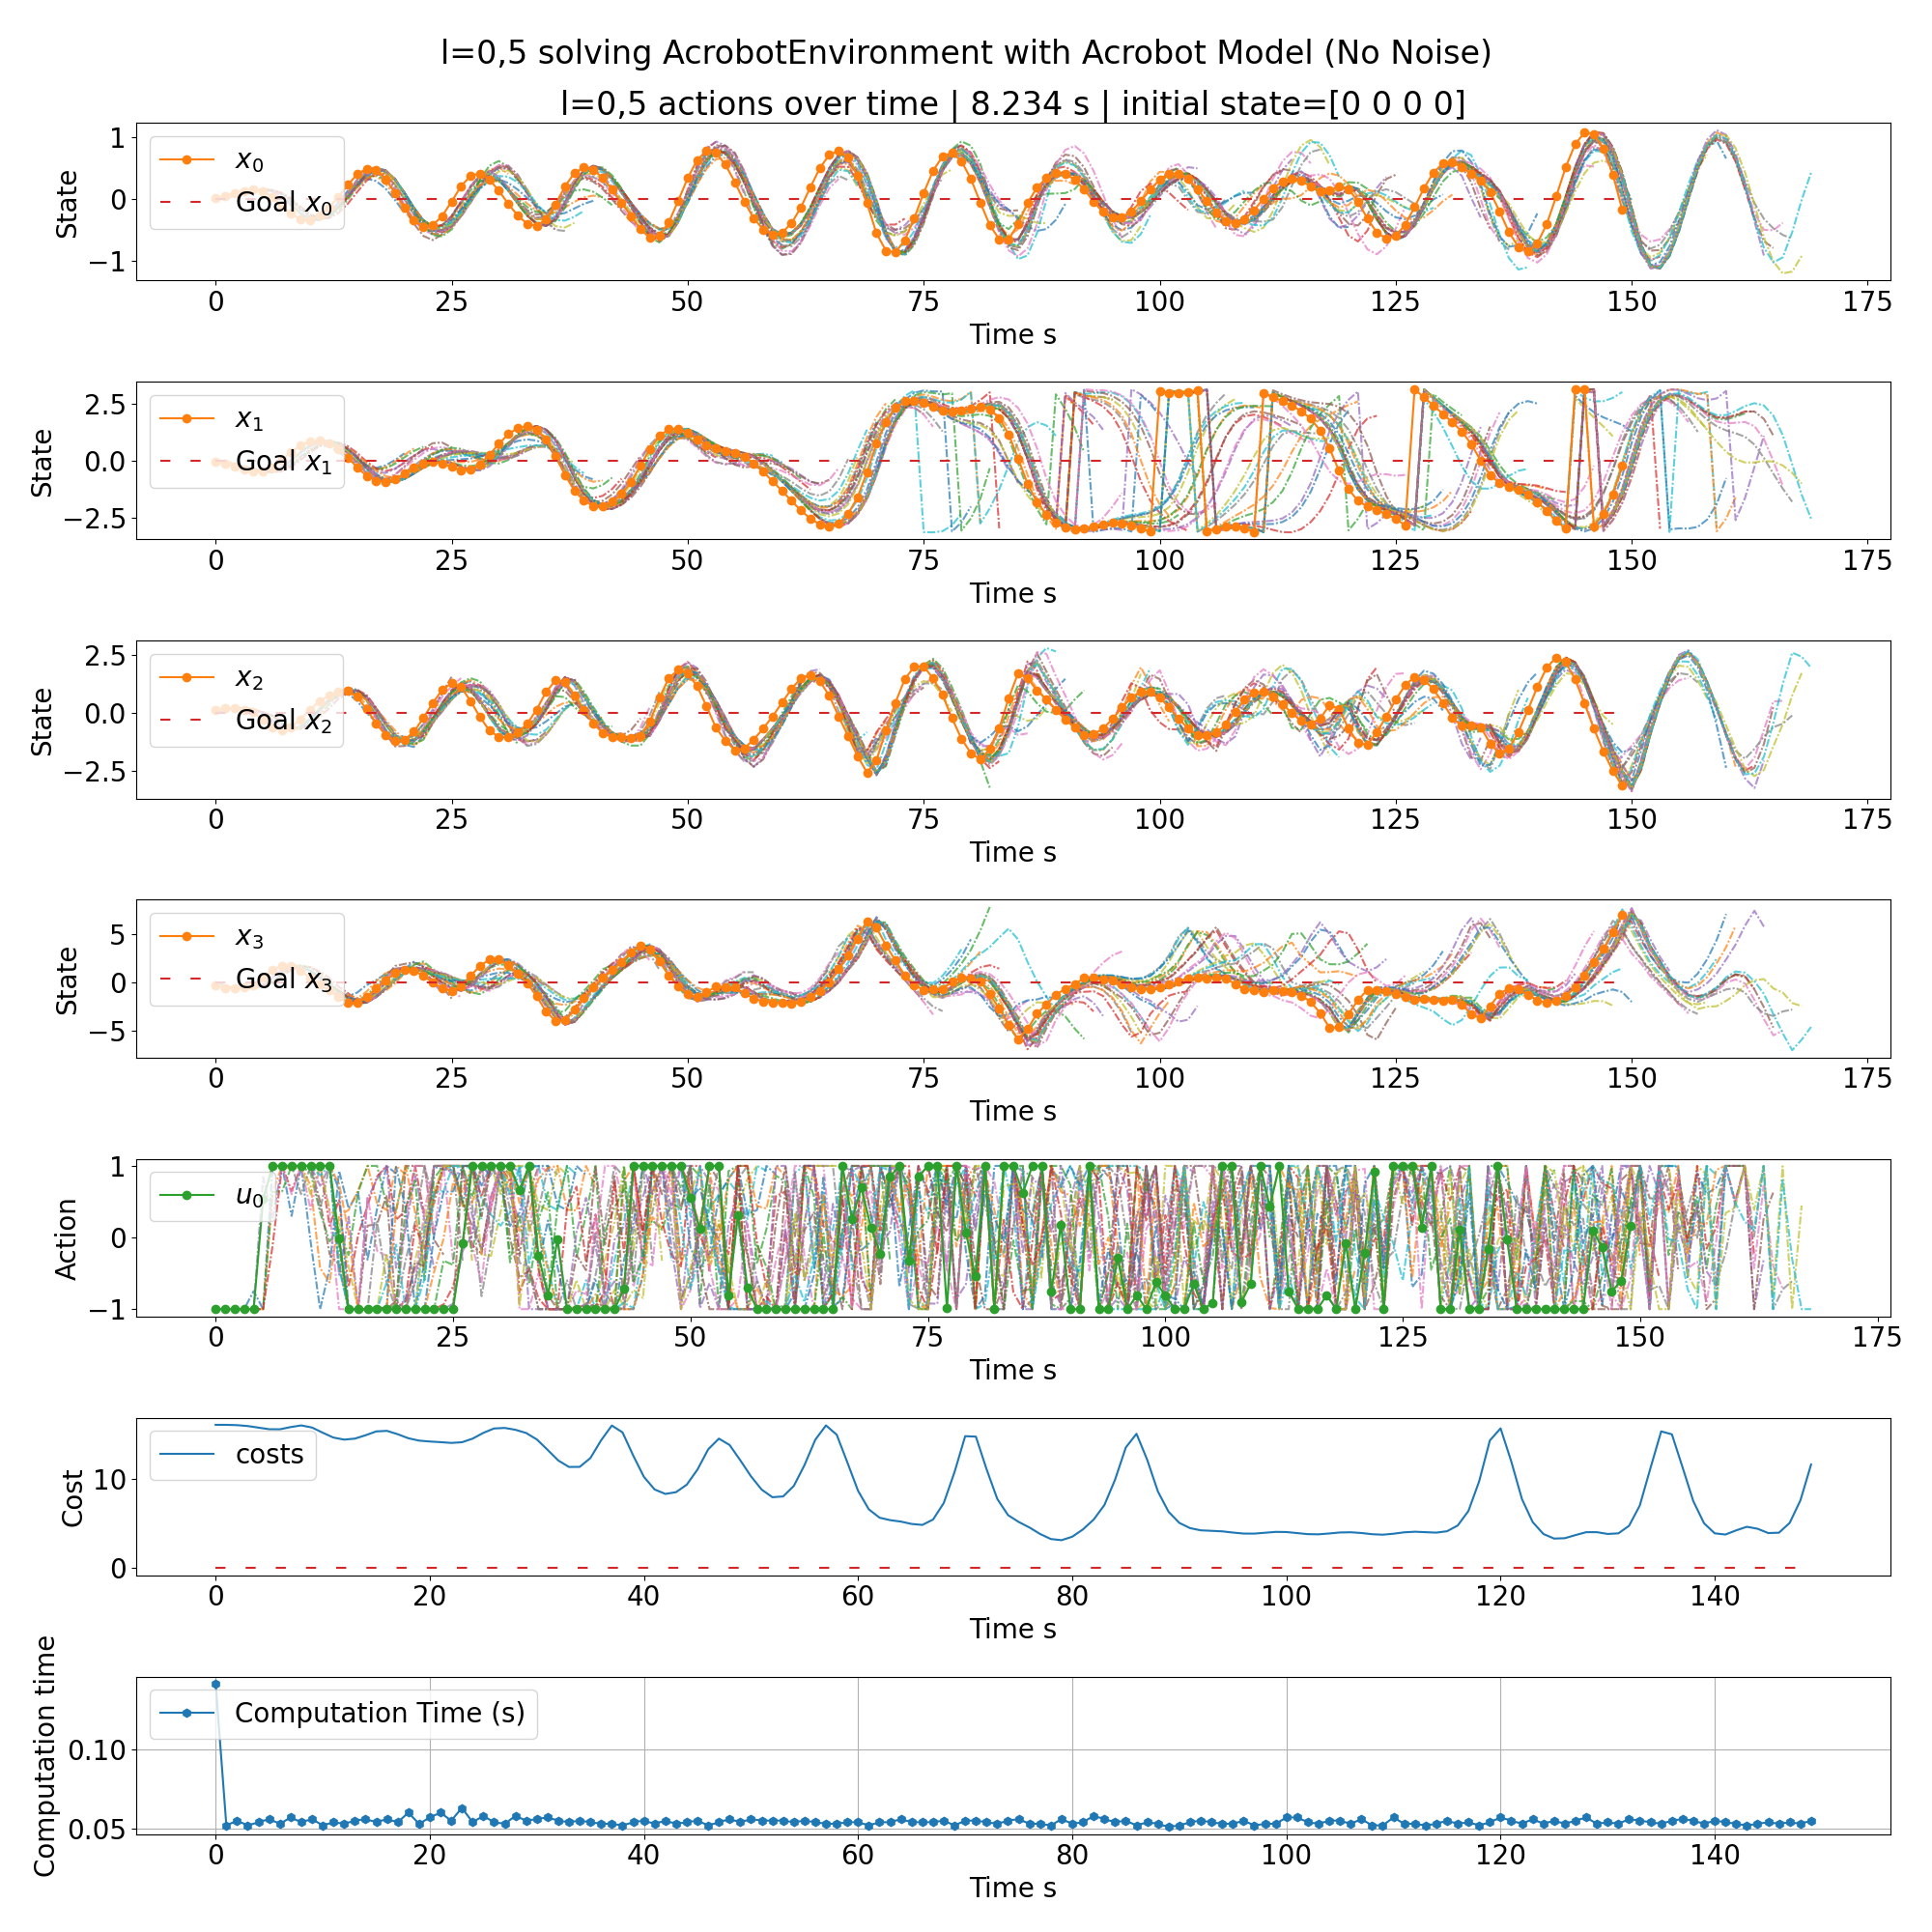 l=0,5 solving AcrobotEnvironment with Acrobot Model (No Noise)
l=0,5 actions over time | 8.234 s | initial state=[0 0 0 0]
State
1
0
−1
x₀
Goal x₀
0 25 50 75 100 125 150 175
Time s
State
2.5
0.0
−2.5
x₁
Goal x₁
0 25 50 75 100 125 150 175
Time s
State
2.5
0.0
−2.5
x₂
Goal x₂
0 25 50 75 100 125 150 175
Time s
State
5
0
−5
x₃
Goal x₃
0 25 50 75 100 125 150 175
Time s
Action
1
0
−1
u₀
0 25 50 75 100 125 150 175
Time s
Cost
10
0
costs
0 20 40 60 80 100 120 140
Time s
Computation time
0.10
0.05
Computation Time (s)
0 20 40 60 80 100 120 140
Time s